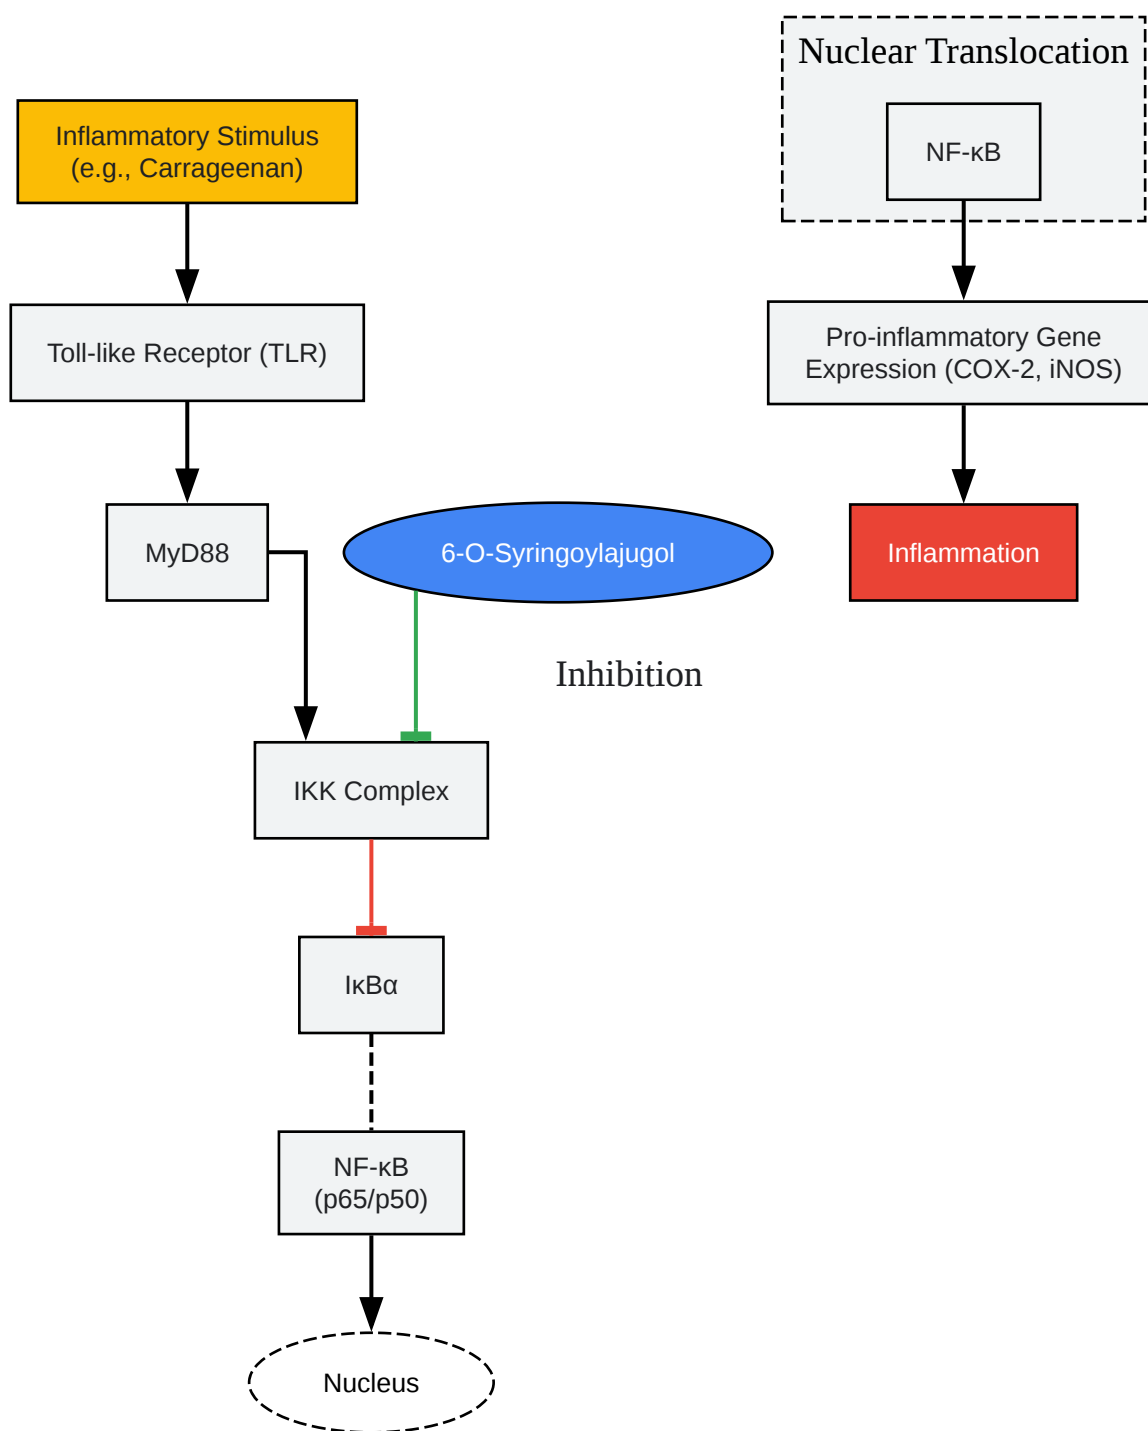 Nuclear Translocation
NF-κB
Inflammatory Stimulus
(e.g., Carrageenan)
Toll-like Receptor (TLR)
Pro-inflammatory Gene
Expression (COX-2, iNOS)
MyD88
6-O-Syringoylajugol
Inflammation
Inhibition
IKK Complex
IκBα
NF-κB
(p65/p50)
Nucleus